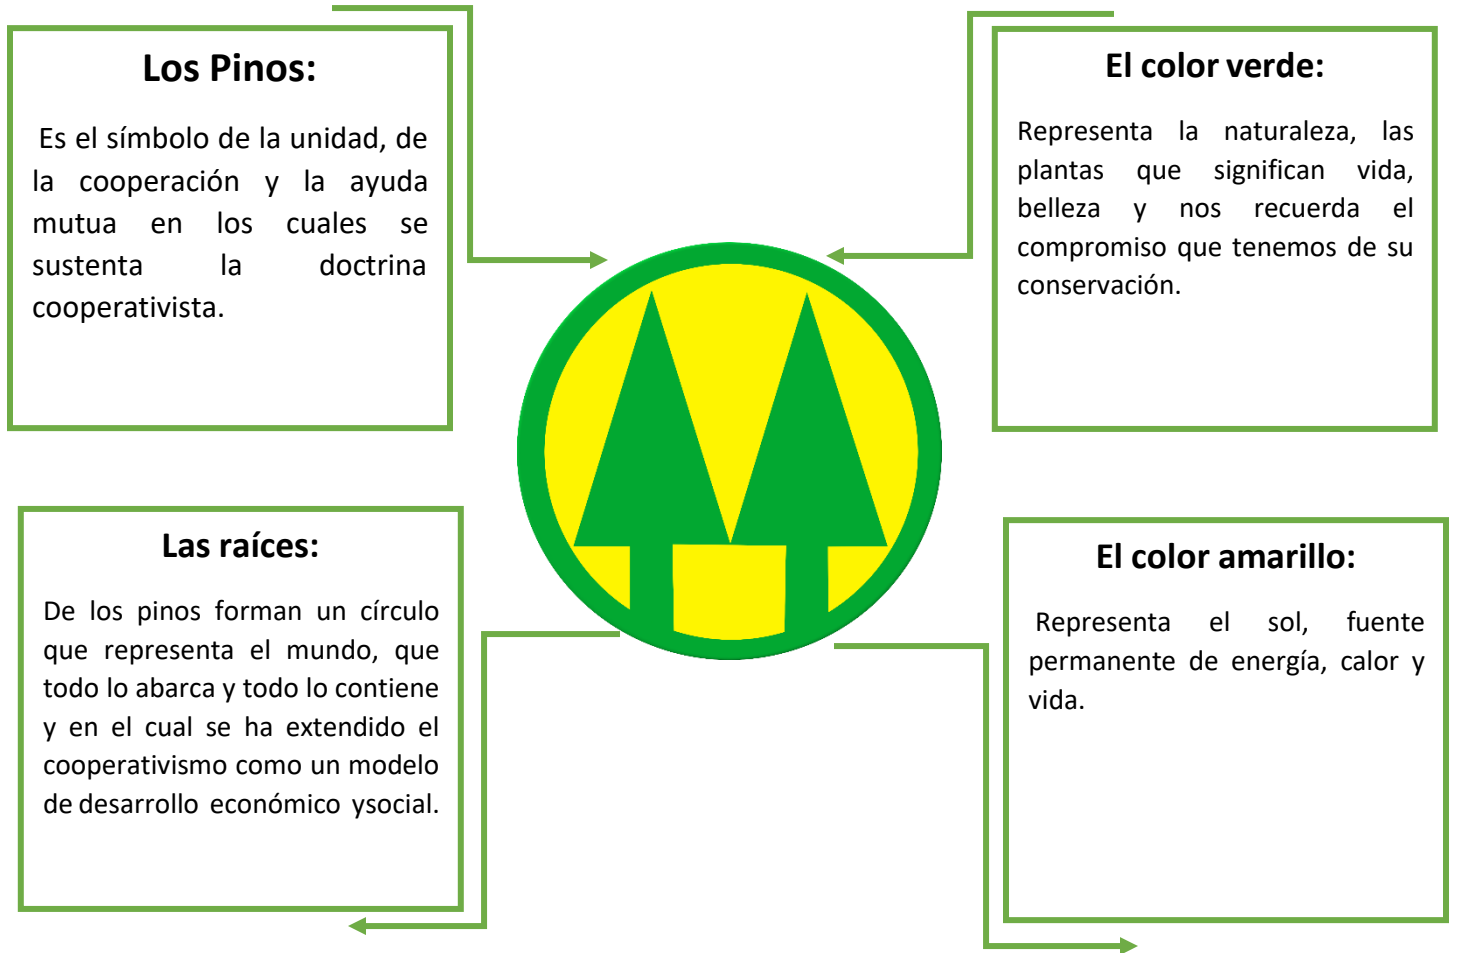 Los Pinos:
Es el símbolo de la unidad, de
la cooperación y la ayuda
mutua en los cuales se
sustenta la doctrina
cooperativista.
El color verde:
Representa la naturaleza, las
plantas que significan vida,
belleza y nos recuerda el
compromiso que tenemos de su
conservación.
Las raíces:
De los pinos forman un círculo
que representa el mundo, que
todo lo abarca y todo lo contiene
y en el cual se ha extendido el
cooperativismo como un modelo
de desarrollo económico ysocial.
El color amarillo:
Representa el sol, fuente
permanente de energía, calor y
vida.